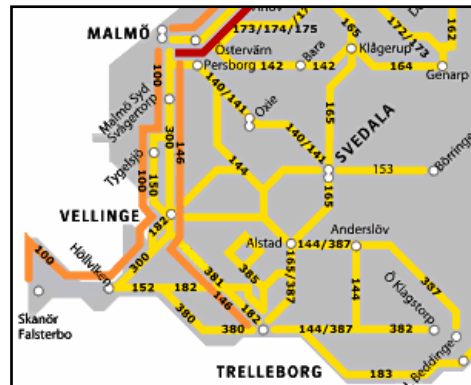 173/174/175
165
172/173
162
MALMÖ
Östervärn
Bara
Klågerup
Persborg
142
142
164
Genarp
100
140/141
Malmö Syd
Svågertorp
Oxie
165
300
146
140/141
SVEDALA
Tygelsjö
144
153
Börringe
100
150
165
VELLINGE
182
Alstad
144/387
Anderslöv
100
Höllviken
300
385
165/387
381
387
144
Ö Klagstorp
152
182
146
182
Skanör
Falsterbo
380
380
144/387
382
Beddinge
TRELLEBORG
183